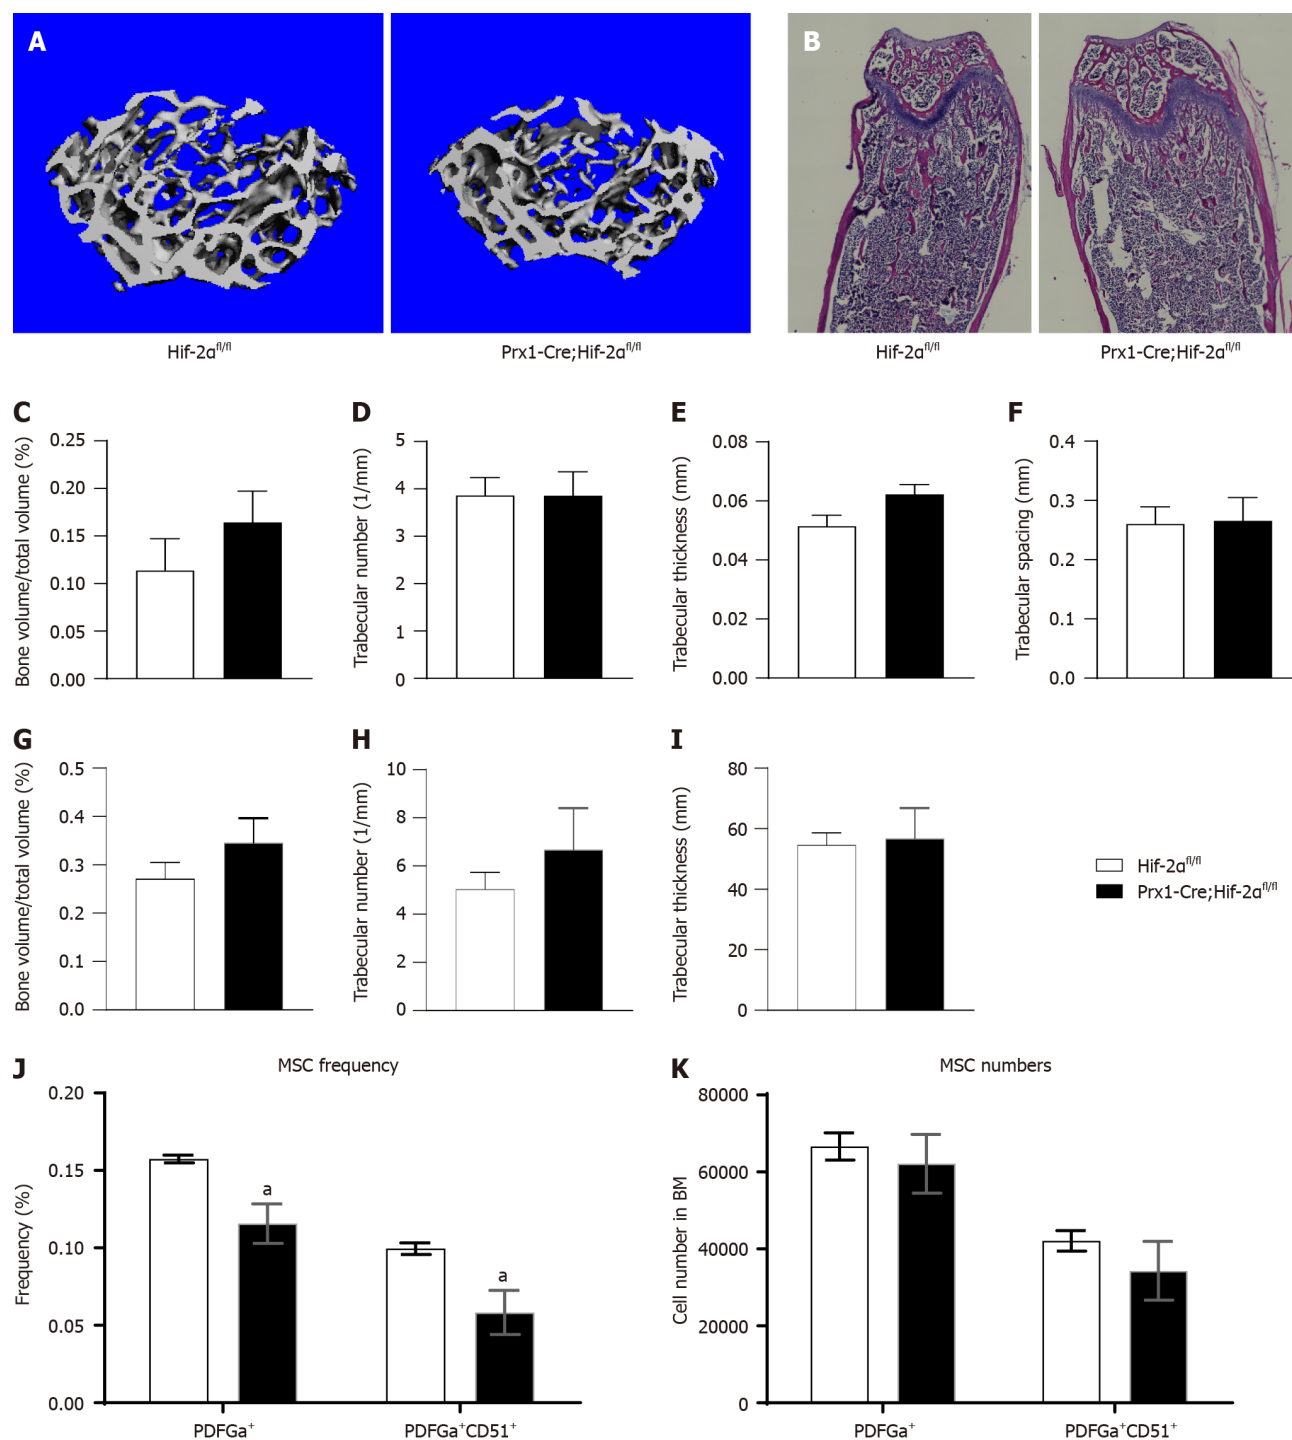 A
B
Hif-2α^fl/fl
Prx1-Cre;Hif-2α^fl/fl
Hif-2α^fl/fl
Prx1-Cre;Hif-2α^fl/fl
C
Bone volume/total volume (%)
0.25
0.20
0.15
0.10
0.05
0.00
D
Trabecular number (1/mm)
5
4
3
2
1
0
E
Trabecular thickness (mm)
0.08
0.06
0.04
0.02
0.00
F
Trabecular spacing (mm)
0.4
0.3
0.2
0.1
0.0
G
Bone volume/total volume (%)
0.5
0.4
0.3
0.2
0.1
0.0
H
Trabecular number (1/mm)
10
8
6
4
2
0
I
Trabecular thickness (mm)
80
60
40
20
0
Hif-2α^fl/fl
Prx1-Cre;Hif-2α^fl/fl
J
MSC frequency
Frequency (%)
0.20
0.15
0.10
0.05
0.00
a
a
PDFGa⁺
PDFGa⁺CD51⁺
K
MSC numbers
Cell number in BM
80000
60000
40000
20000
0
PDFGa⁺
PDFGa⁺CD51⁺